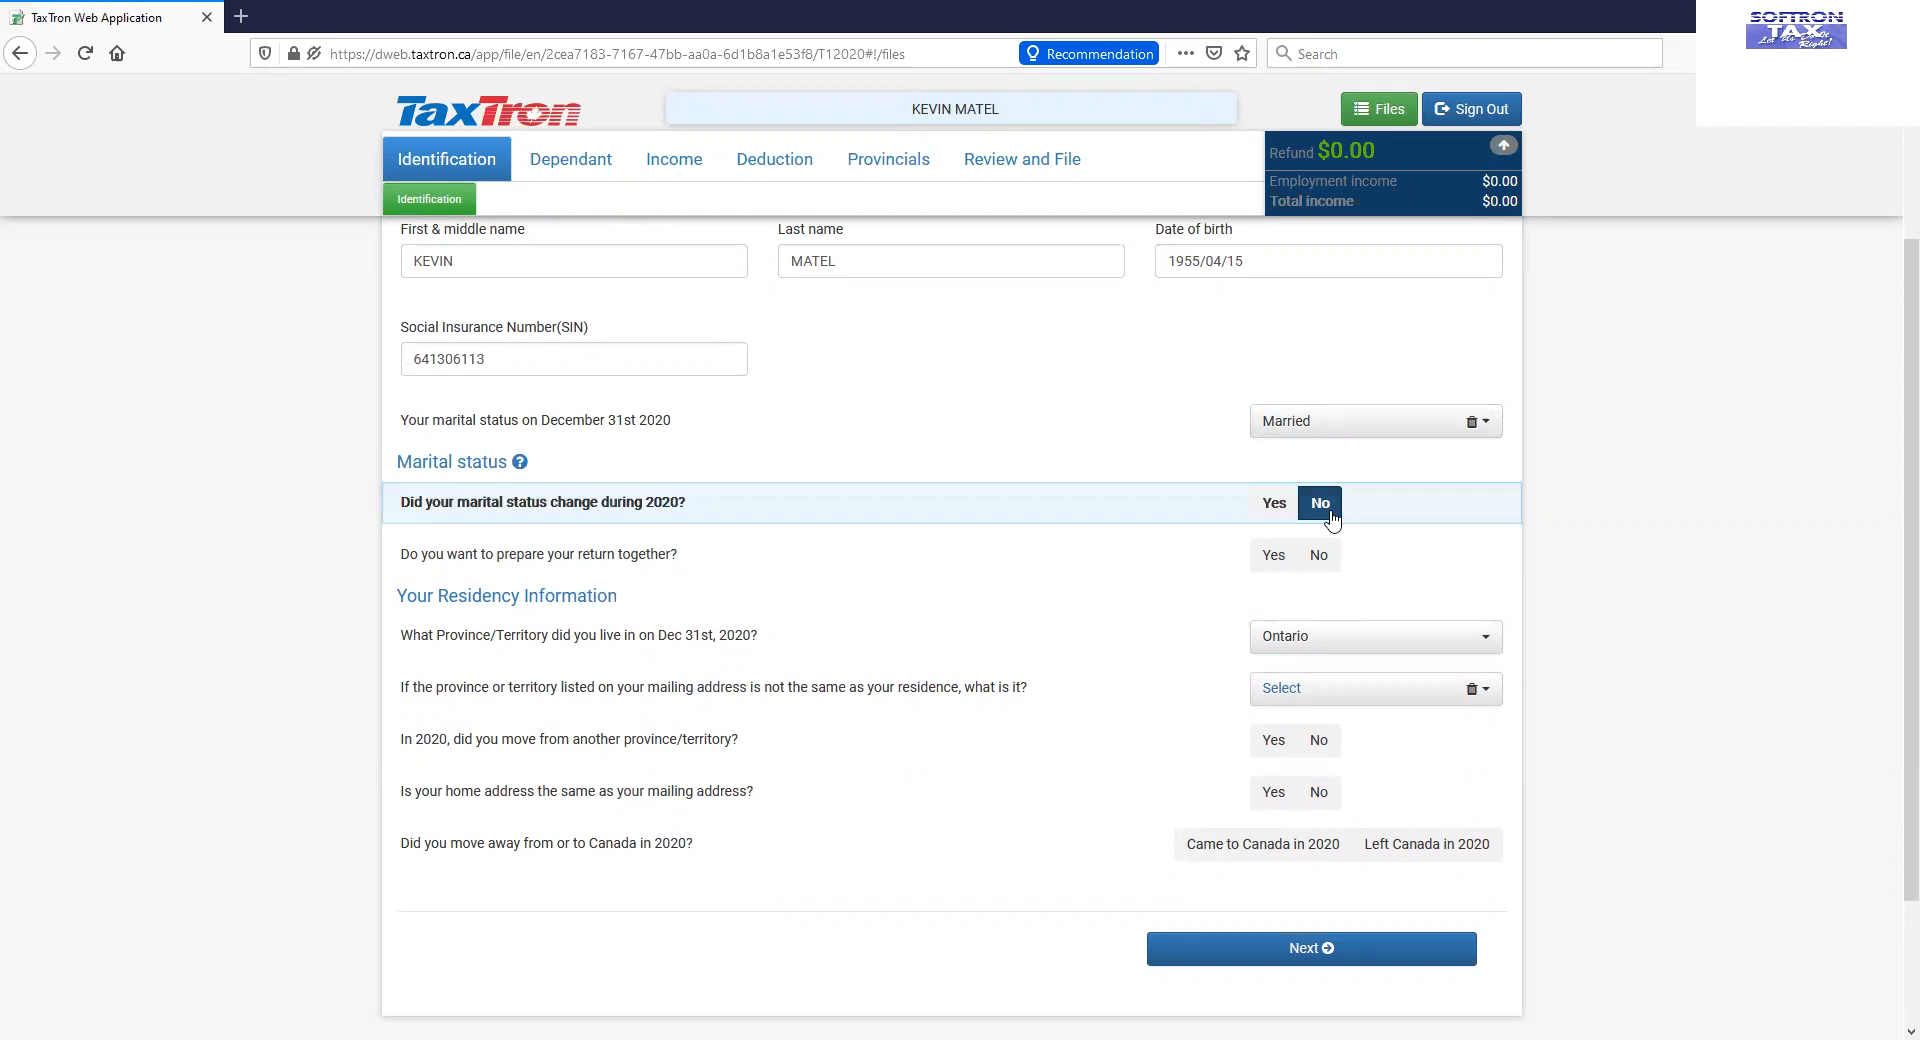 TaxTron Web Application
SOFTRON
TAX
Let Us Do It
Right!
https://dweb.taxtron.ca/app/file/en/2cea7183-7167-47bb-aa0a-6d1b8a1e53f8/T12020#!/files
Recommendation
Search
TaxTron
KEVIN MATEL
Files
Sign Out
Identification
Dependant
Income
Deduction
Provincials
Review and File
Refund $0.00
Employment income $0.00
Total income $0.00
Identification
First & middle name
Last name
Date of birth
KEVIN
MATEL
1955/04/15
Social Insurance Number(SIN)
641306113
Your marital status on December 31st 2020
Married
Marital status
Did your marital status change during 2020?
Yes No
Do you want to prepare your return together?
Yes No
Your Residency Information
What Province/Territory did you live in on Dec 31st, 2020?
Ontario
If the province or territory listed on your mailing address is not the same as your residence, what is it?
Select
In 2020, did you move from another province/territory?
Yes No
Is your home address the same as your mailing address?
Yes No
Did you move away from or to Canada in 2020?
Came to Canada in 2020 Left Canada in 2020
Next